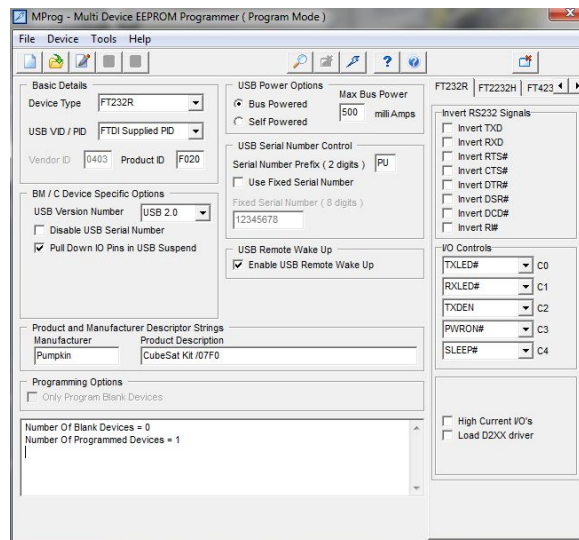 MProg - Multi Device EEPROM Programmer ( Program Mode )
File Device Tools Help
Basic Details
Device Type FT232R
USB VID / PID FTDI Supplied PID
Vendor ID 0403 Product ID F020
BM / C Device Specific Options
USB Version Number USB 2.0
Disable USB Serial Number
Pull Down IO Pins in USB Suspend
USB Power Options
Bus Powered
Self Powered
Max Bus Power
500 milli Amps
USB Serial Number Control
Serial Number Prefix ( 2 digits ) PU
Use Fixed Serial Number
Fixed Serial Number ( 8 digits )
12345678
USB Remote Wake Up
Enable USB Remote Wake Up
Product and Manufacturer Descriptor Strings
Manufacturer Product Description
Pumpkin CubeSat Kit /07F0
Programming Options
Only Program Blank Devices
Number Of Blank Devices = 0
Number Of Programmed Devices = 1
FT232R FT2232H FT423
Invert RS232 Signals
Invert TXD
Invert RXD
Invert RTS#
Invert CTS#
Invert DTR#
Invert DSR#
Invert DCD#
Invert RI#
I/O Controls
TXLED# C0
RXLED# C1
TXDEN C2
PWRON# C3
SLEEP# C4
High Current I/O's
Load D2XX driver